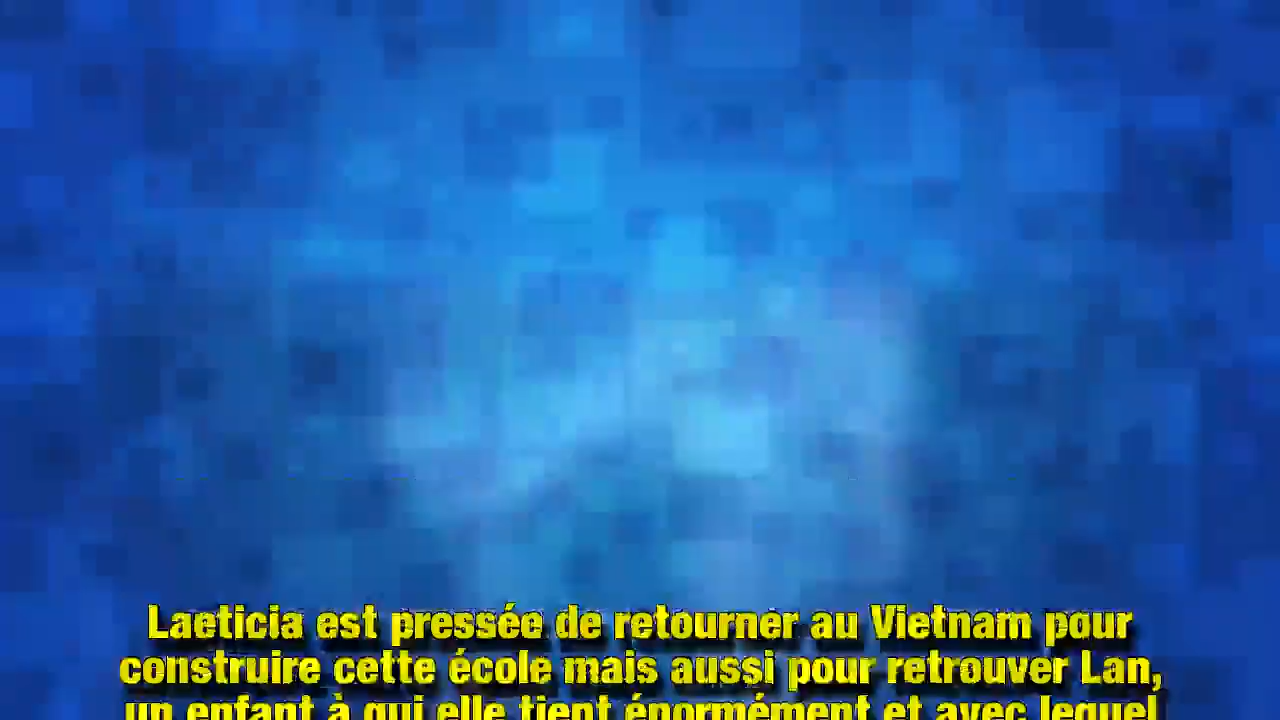 Laeticia est pressée de retourner au Vietnam pour
construire cette école mais aussi pour retrouver Lan,
un enfant à qui elle tient énormément et avec lequel